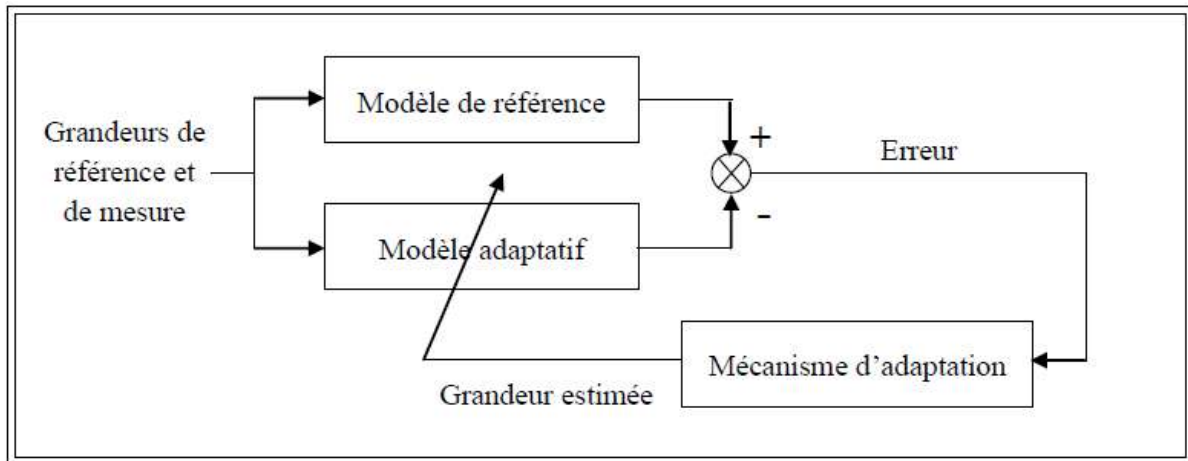 Modèle de référence
Grandeurs de
référence et
de mesure
+
Erreur
-
Modèle adaptatif
Mécanisme d’adaptation
Grandeur estimée